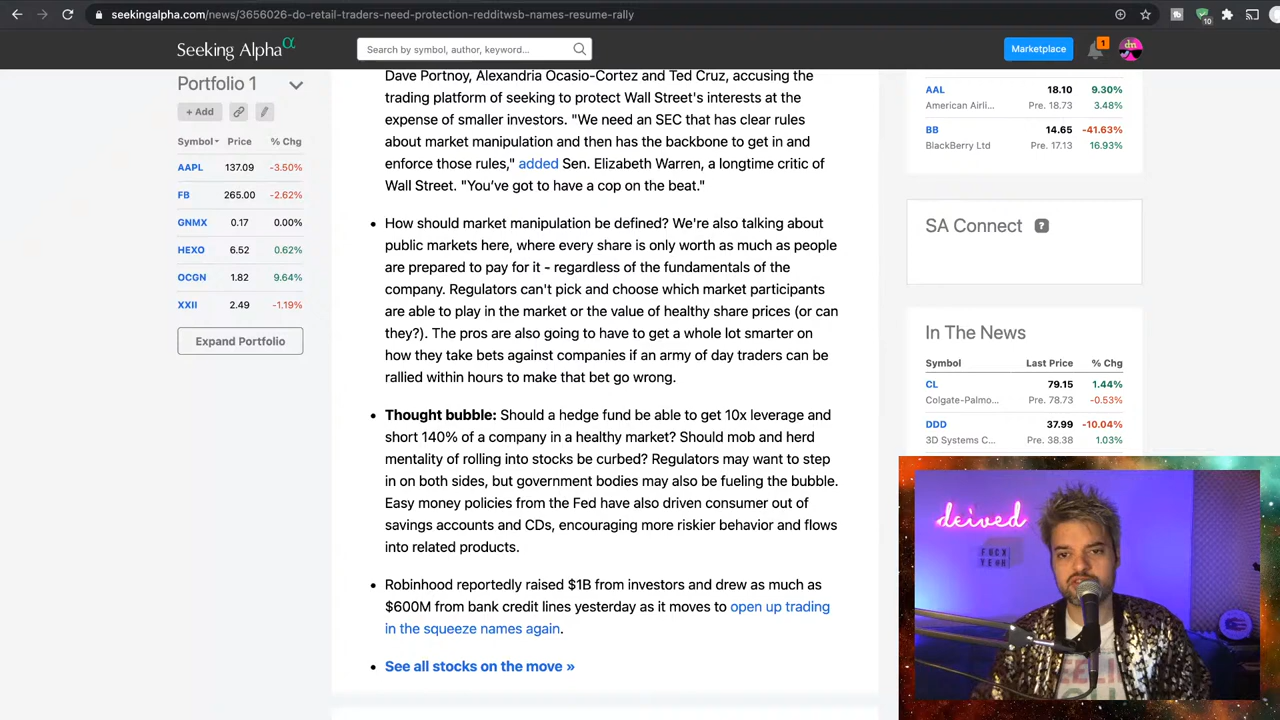 seekingalpha.com/news/3656026-do-retail-traders-need-protection-redditwsb-names-resume-rally
10
Seeking Alpha α
Search by symbol, author, keyword...
Marketplace
1
dm
Portfolio 1
+ Add
Symbol Price % Chg
AAPL 137.09 -3.50%
FB 265.00 -2.62%
GNMX 0.17 0.00%
HEXO 6.52 0.62%
OCGN 1.82 9.64%
XXII 2.49 -1.19%
Expand Portfolio
Dave Portnoy, Alexandria Ocasio-Cortez and Ted Cruz, accusing the
trading platform of seeking to protect Wall Street's interests at the
expense of smaller investors. "We need an SEC that has clear rules
about market manipulation and then has the backbone to get in and
enforce those rules," added Sen. Elizabeth Warren, a longtime critic of
Wall Street. "You've got to have a cop on the beat."
• How should market manipulation be defined? We're also talking about
public markets here, where every share is only worth as much as people
are prepared to pay for it - regardless of the fundamentals of the
company. Regulators can't pick and choose which market participants
are able to play in the market or the value of healthy share prices (or can
they?). The pros are also going to have to get a whole lot smarter on
how they take bets against companies if an army of day traders can be
rallied within hours to make that bet go wrong.
• Thought bubble: Should a hedge fund be able to get 10x leverage and
short 140% of a company in a healthy market? Should mob and herd
mentality of rolling into stocks be curbed? Regulators may want to step
in on both sides, but government bodies may also be fueling the bubble.
Easy money policies from the Fed have also driven consumer out of
savings accounts and CDs, encouraging more riskier behavior and flows
into related products.
• Robinhood reportedly raised $1B from investors and drew as much as
$600M from bank credit lines yesterday as it moves to open up trading
in the squeeze names again.
• See all stocks on the move »
AAL 18.10 9.30%
American Airli... Pre. 18.73 3.48%
BB 14.65 -41.63%
BlackBerry Ltd Pre. 17.13 16.93%
SA Connect ?
In The News
Symbol Last Price % Chg
CL 79.15 1.44%
Colgate-Palmo... Pre. 78.73 -0.53%
DDD 37.99 -10.04%
3D Systems C... Pre. 38.38 1.03%
deived
FUCK
YEHH